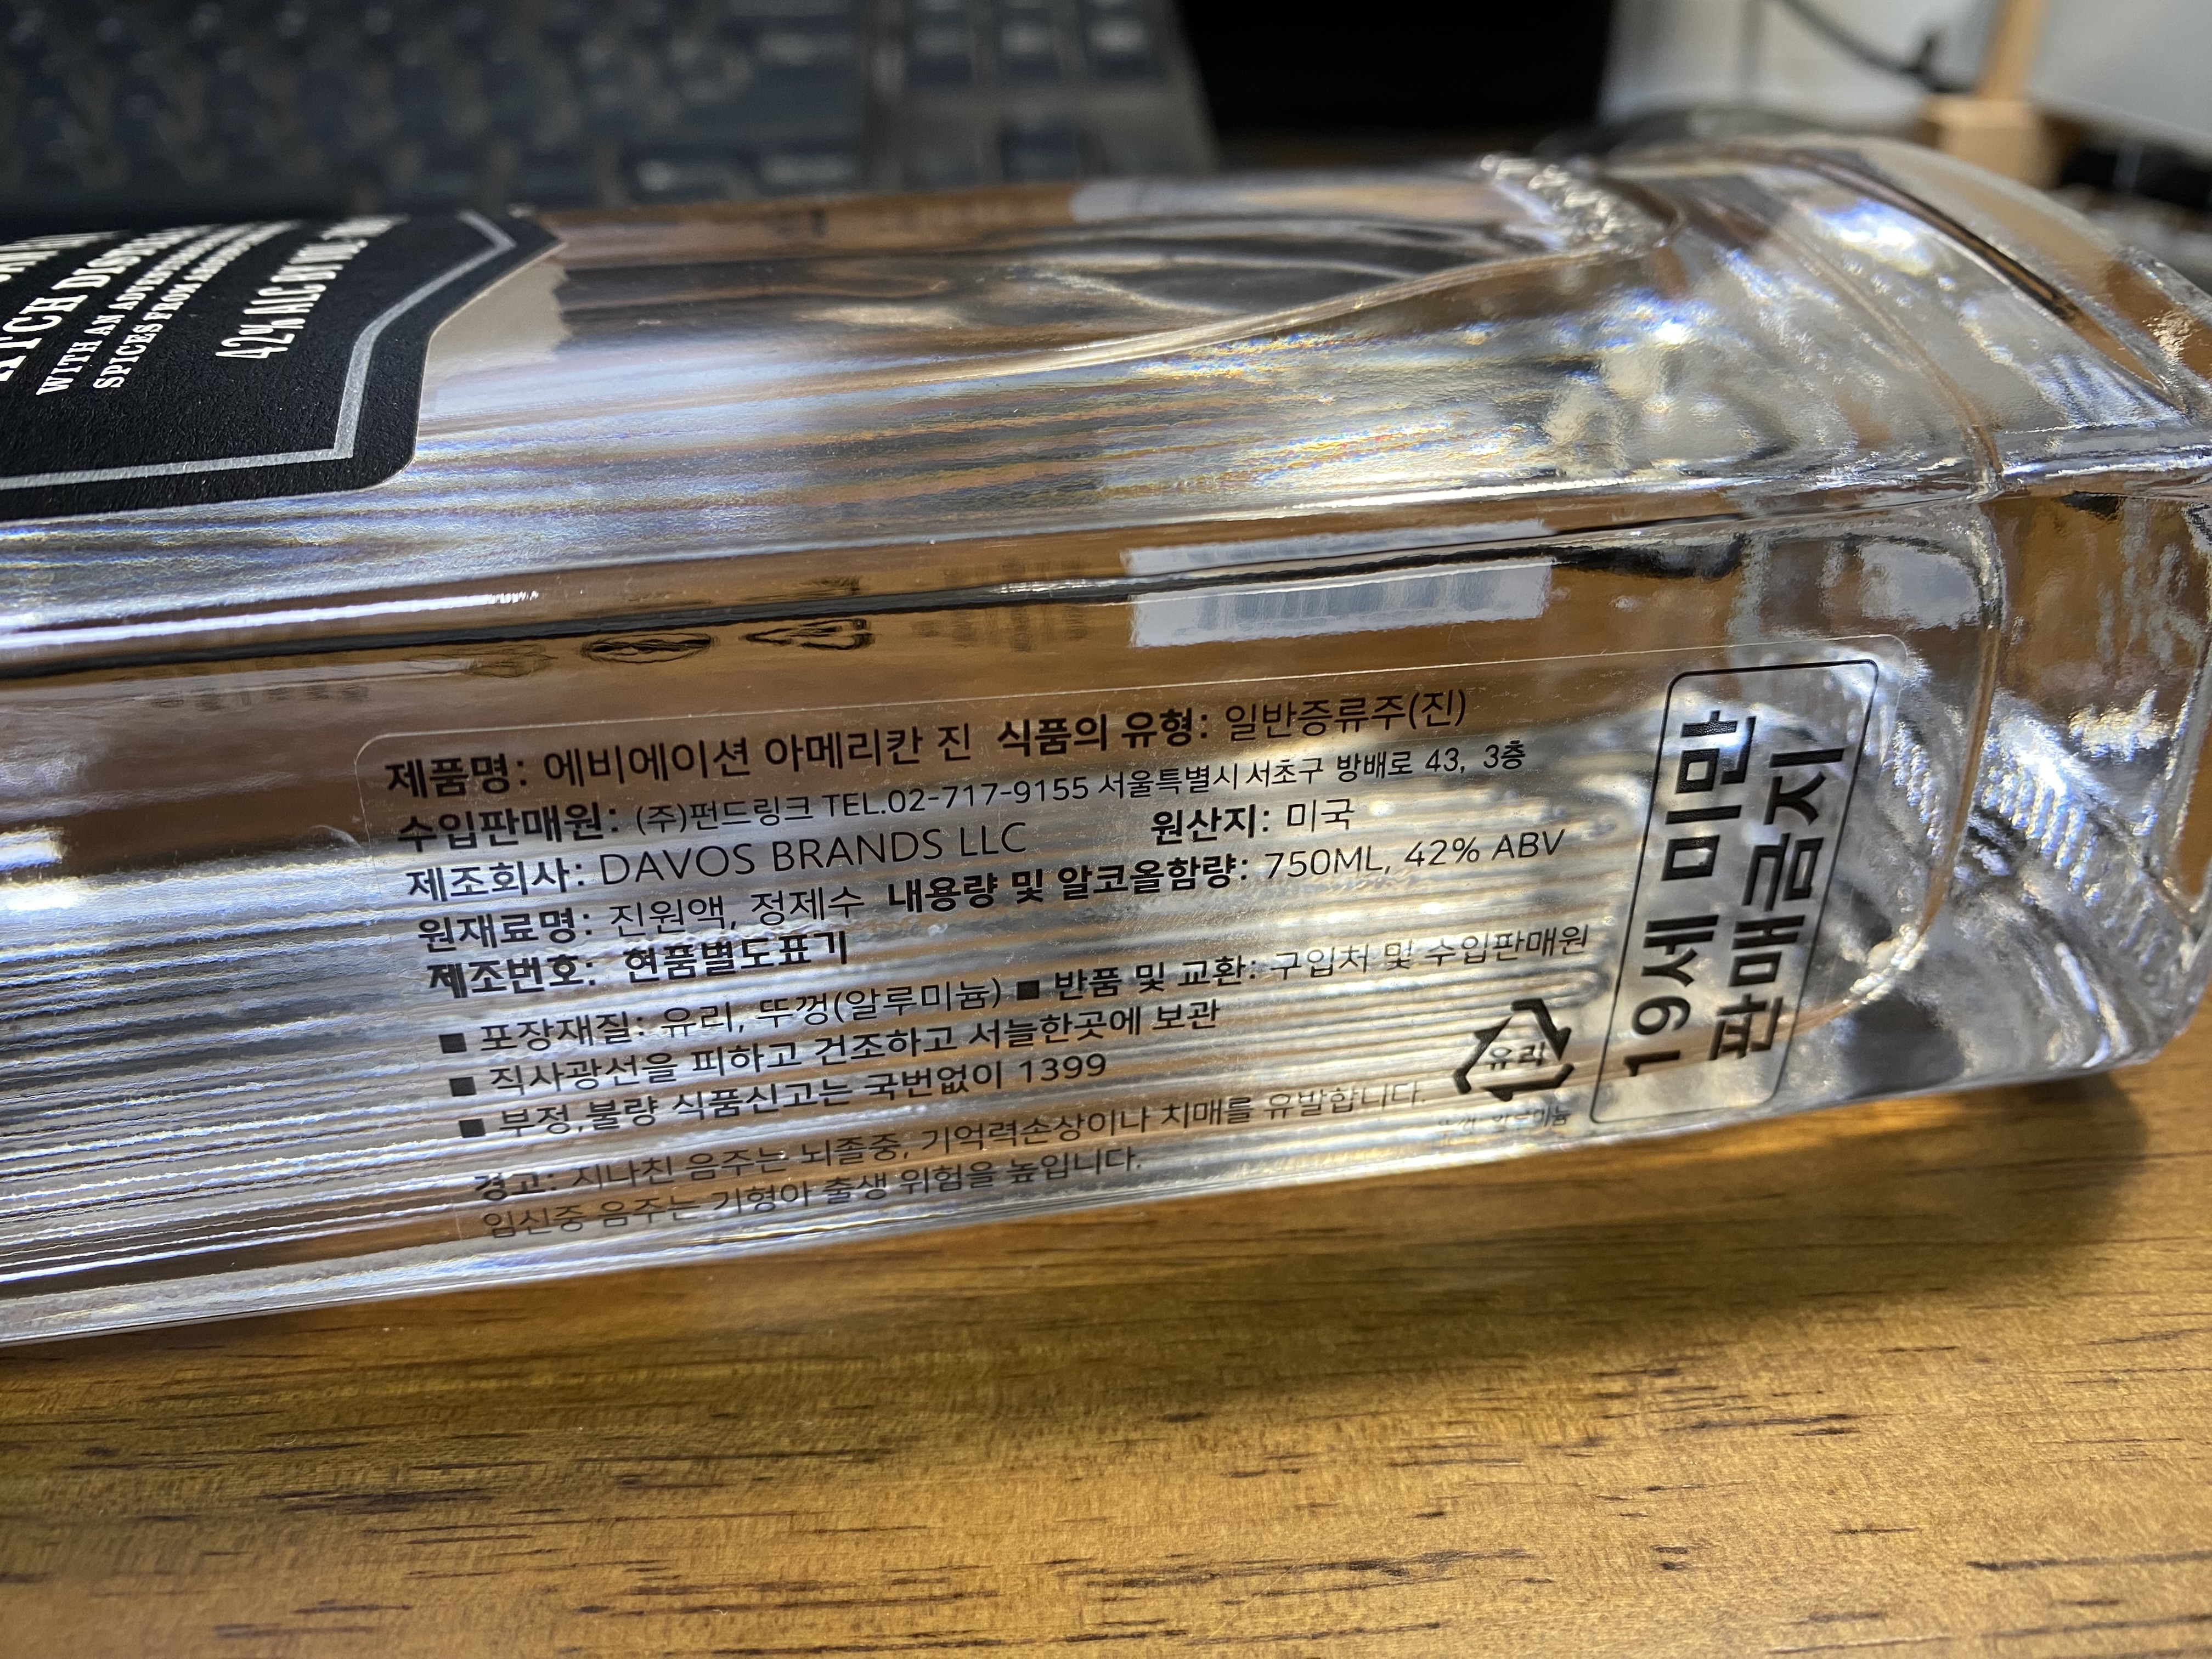 ATCH
WITH AN
SPICES FROM
42% ALC BY
제품명: 에비에이션 아메리칸 진 식품의 유형: 일반증류주(진)
수입판매원: (주)펀드링크 TEL.02-717-9155 서울특별시 서초구 방배로 43, 3층
제조회사: DAVOS BRANDS LLC 원산지: 미국
원재료명: 진원액, 정제수 내용량 및 알코올함량: 750ML, 42% ABV
제조번호: 현품별도표기
■ 포장재질: 유리, 뚜껑(알루미늄) ■ 반품 및 교환: 구입처 및 수입판매원
■ 직사광선을 피하고 건조하고 서늘한곳에 보관
■ 부정,불량 식품신고는 국번없이 1399
경고: 지나친 음주는 뇌졸중, 기억력손상이나 치매를 유발합니다.
임신중 음주는 기형아 출생 위험을 높입니다.
유리
뚜껑: 알루미늄
19세 미만
판매금지